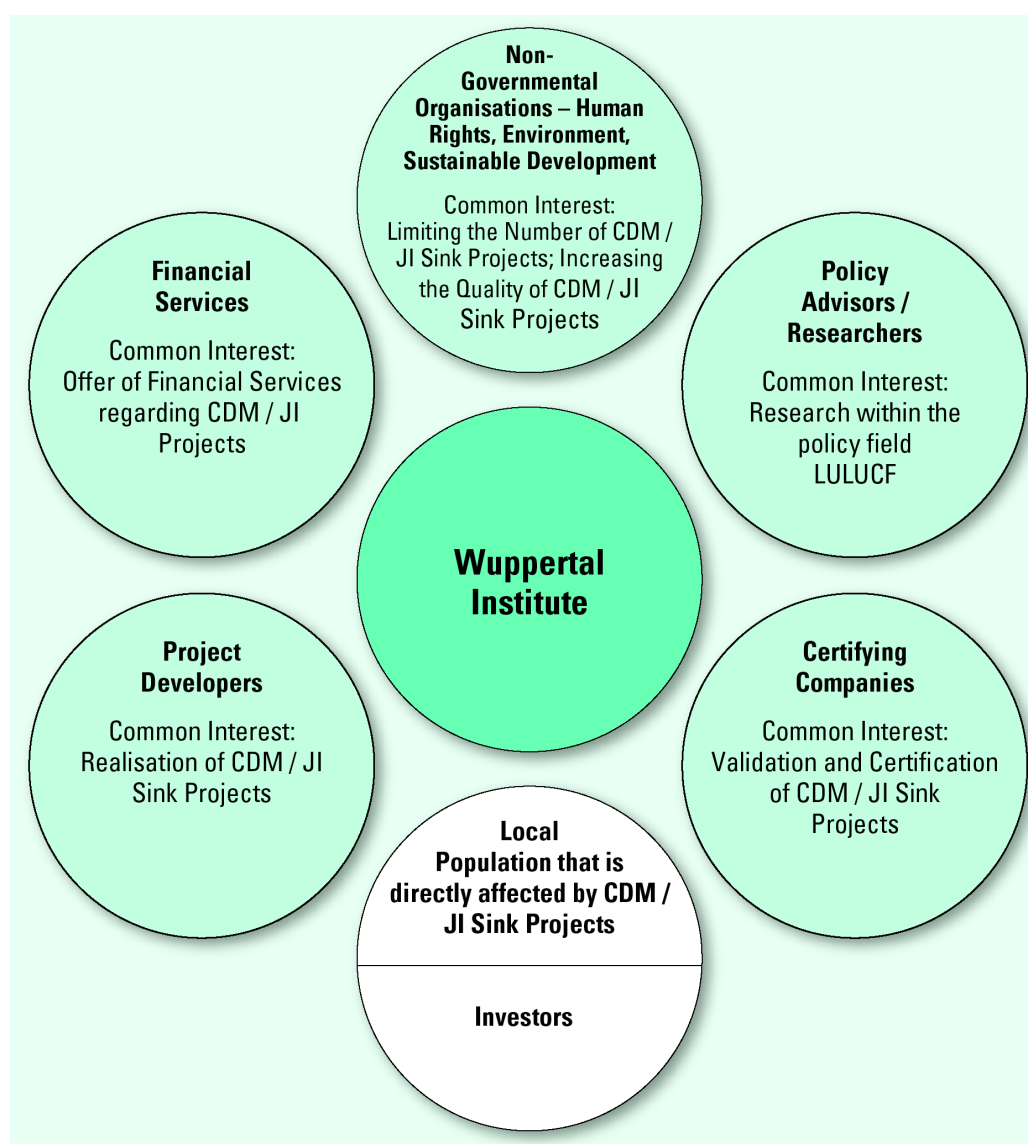 Non-
Governmental
Organisations – Human
Rights, Environment,
Sustainable Development
Common Interest:
Limiting the Number of CDM /
JI Sink Projects; Increasing
the Quality of CDM / JI
Sink Projects
Financial
Services
Common Interest:
Offer of Financial Services
regarding CDM / JI
Projects
Policy
Advisors /
Researchers
Common Interest:
Research within the
policy field
LULUCF
Wuppertal
Institute
Project
Developers
Common Interest:
Realisation of CDM / JI
Sink Projects
Certifying
Companies
Common Interest:
Validation and Certification
of CDM / JI Sink
Projects
Local
Population that is
directly affected by CDM /
JI Sink Projects
Investors